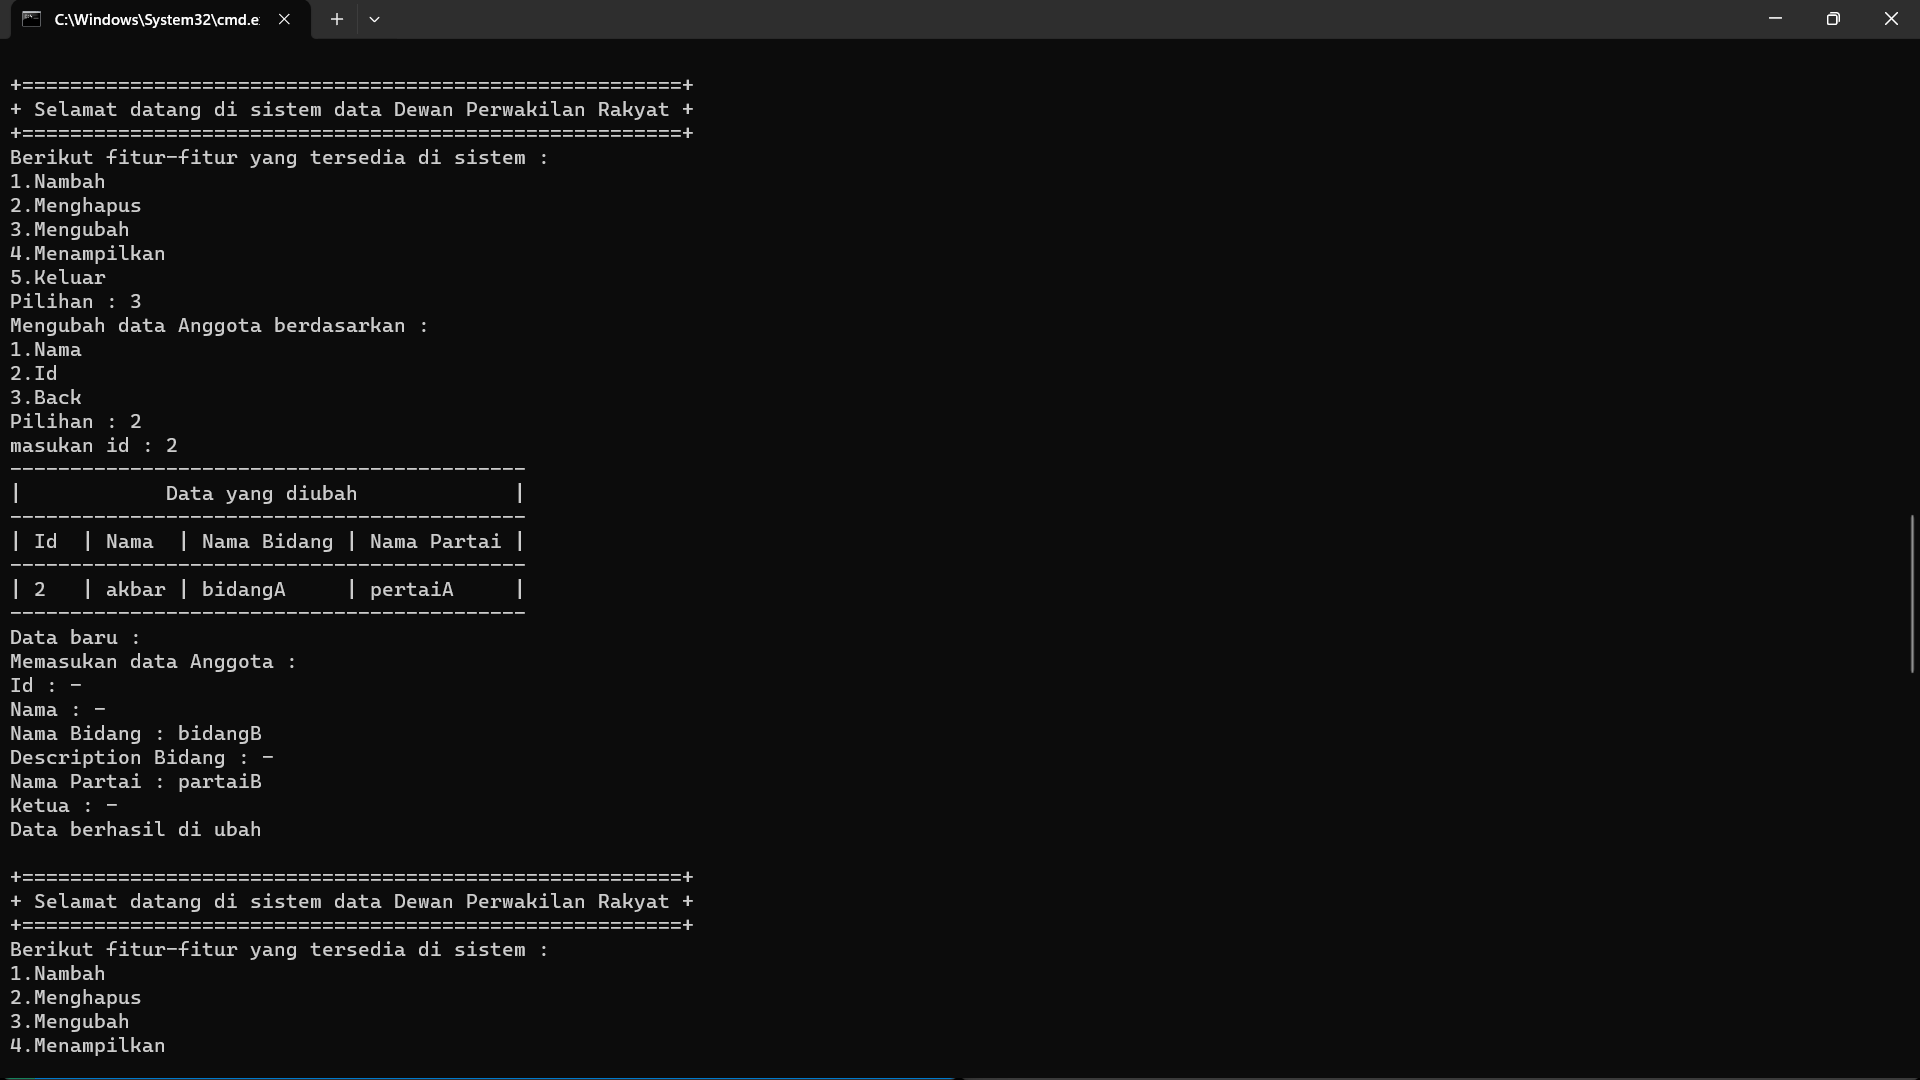 C:\Windows\System32\cmd.e
+=======================================================+
+ Selamat datang di sistem data Dewan Perwakilan Rakyat +
+=======================================================+
Berikut fitur-fitur yang tersedia di sistem :
1.Nambah
2.Menghapus
3.Mengubah
4.Menampilkan
5.Keluar
Pilihan : 3
Mengubah data Anggota berdasarkan :
1.Nama
2.Id
3.Back
Pilihan : 2
masukan id : 2
-------------------------------------------
|            Data yang diubah             |
-------------------------------------------
| Id  | Nama  | Nama Bidang | Nama Partai |
-------------------------------------------
| 2   | akbar | bidangA     | pertaiA     |
-------------------------------------------
Data baru :
Memasukan data Anggota :
Id : -
Nama : -
Nama Bidang : bidangB
Description Bidang : -
Nama Partai : partaiB
Ketua : -
Data berhasil di ubah
+=======================================================+
+ Selamat datang di sistem data Dewan Perwakilan Rakyat +
+=======================================================+
Berikut fitur-fitur yang tersedia di sistem :
1.Nambah
2.Menghapus
3.Mengubah
4.Menampilkan